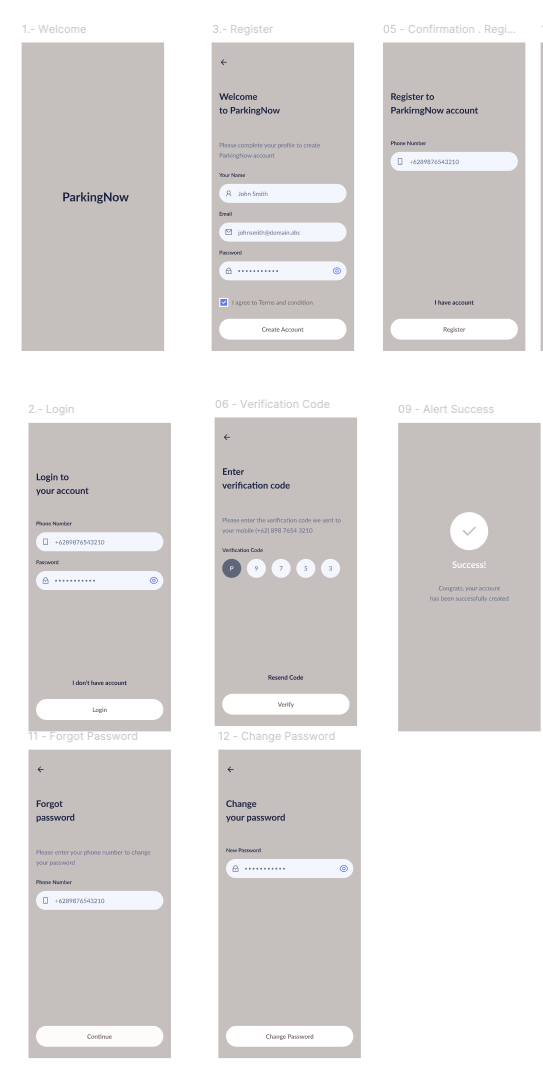 1.- Welcome
ParkingNow
3.- Register
Welcome
to ParkingNow
Please complete your profile to create
ParkingNow account
Your Name
John Smith
Email
johnsmith@domain.abc
Password
I agree to Terms and condition
Create Account
05 - Confirmation . Regi...
Register to
ParkirngNow account
Phone Number
+6289876543210
I have account
Register
2.- Login
Login to
your account
Phone Number
+6289876543210
Password
I don't have account
Login
06 - Verification Code
Enter
verification code
Please enter the verification code we sent to
your mobile (+62) 898 7654 3210
Verification Code
P 9 7 5 3
Resend Code
Verify
09 - Alert Success
Success!
Congrats, your account
has been successfully created
11 - Forgot Password
Forgot
password
Please enter your phone number to change
your password
Phone Number
+6289876543210
Continue
12 - Change Password
Change
your password
New Password
Change Password